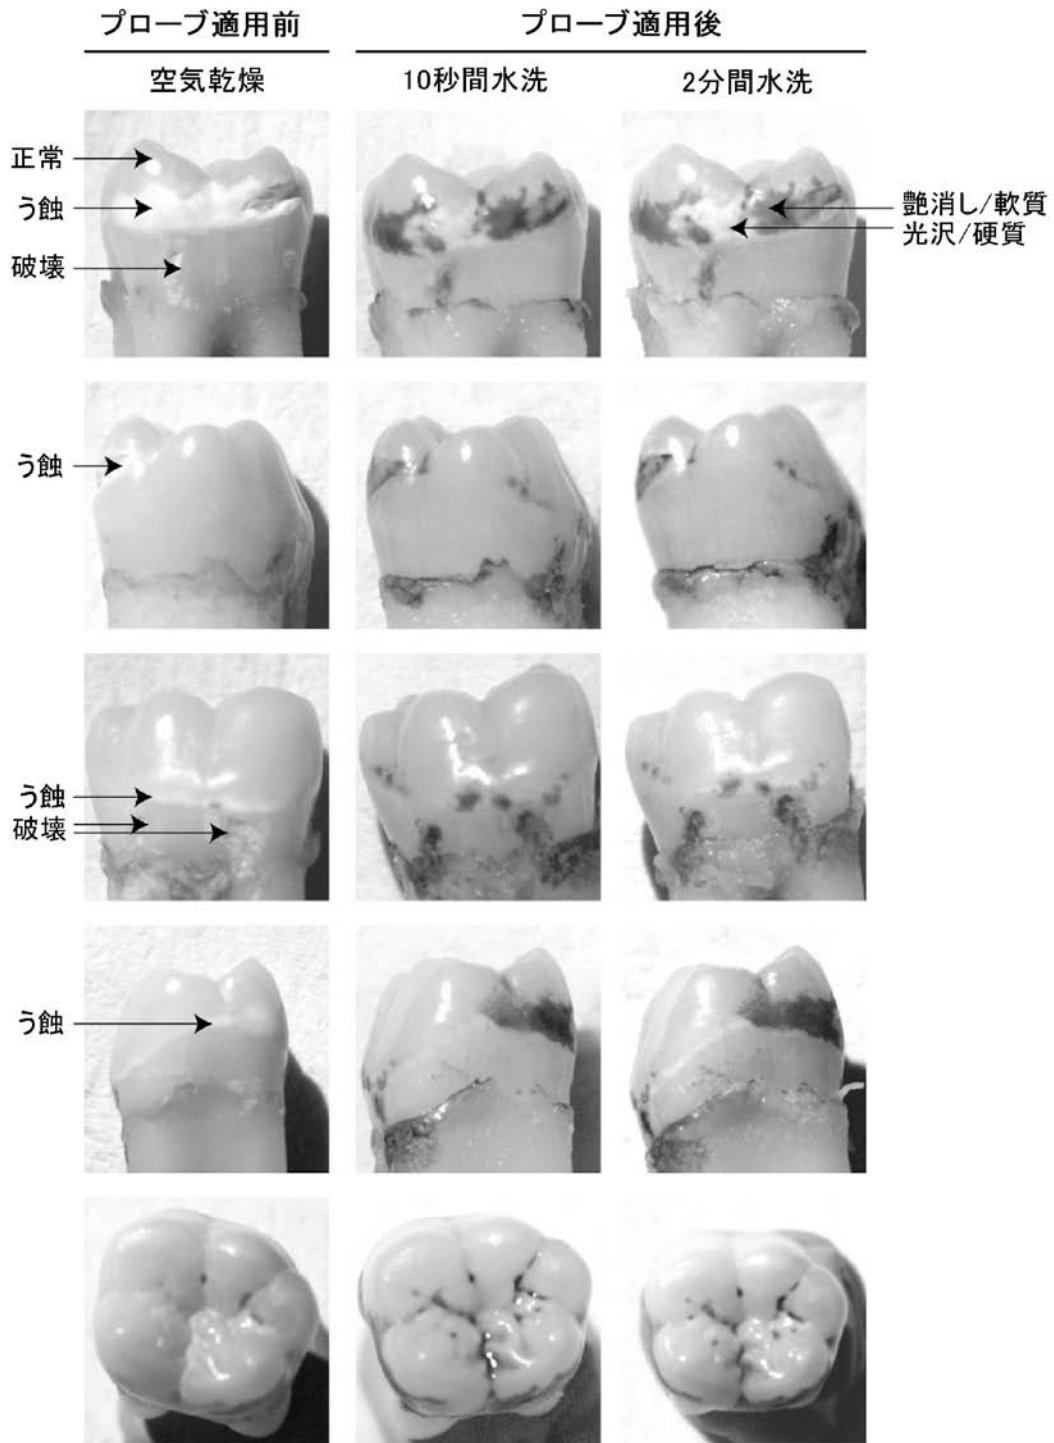 プローブ適用前
プローブ適用後
空気乾燥
10秒間水洗
2分間水洗
正常
う蝕
破壊
艶消し/軟質
光沢/硬質
う蝕
う蝕
破壊
う蝕